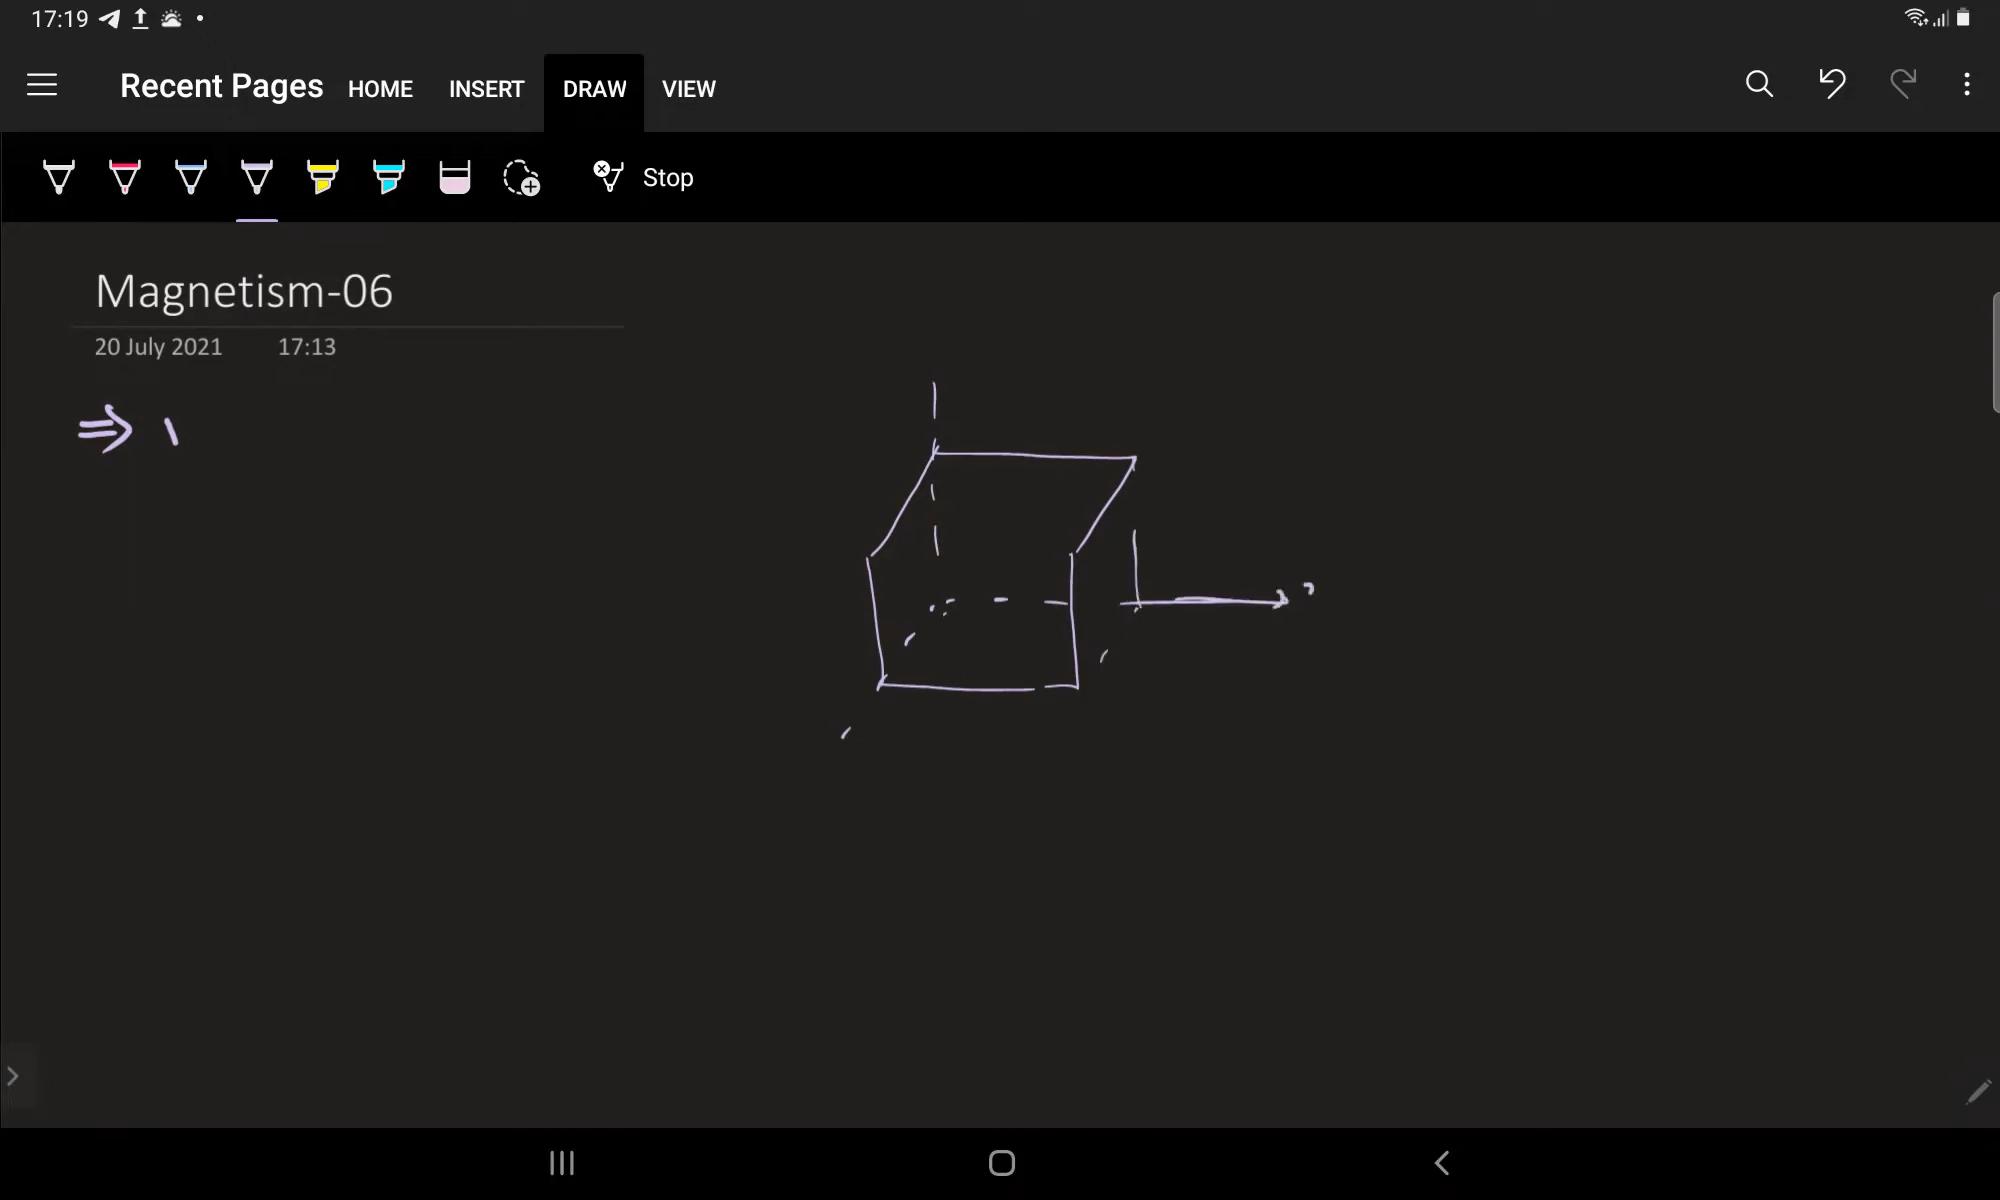 17:19
Recent Pages HOME INSERT DRAW VIEW
Stop
Magnetism-06
20 July 2021 17:13